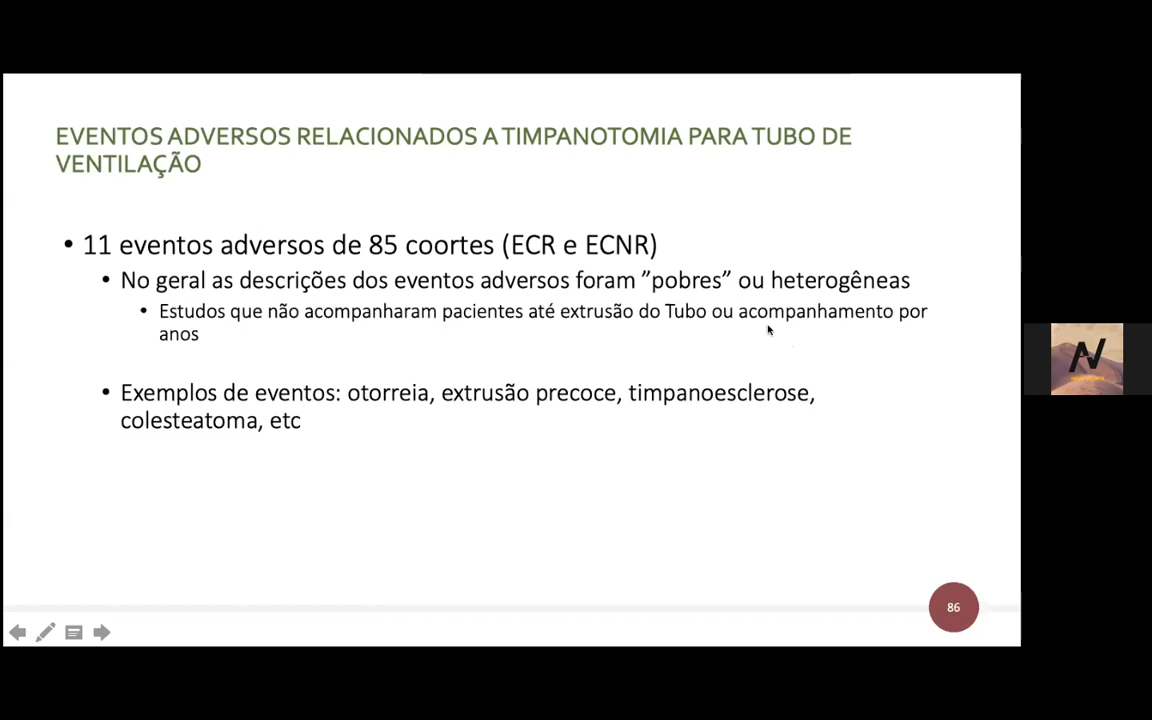 EVENTOS ADVERSOS RELACIONADOS A TIMPANOTOMIA PARA TUBO DE
VENTILAÇÃO
• 11 eventos adversos de 85 coortes (ECR e ECNR)
• No geral as descrições dos eventos adversos foram ”pobres” ou heterogêneas
• Estudos que não acompanharam pacientes até extrusão do Tubo ou acompanhamento por
anos
• Exemplos de eventos: otorreia, extrusão precoce, timpanoesclerose,
colesteatoma, etc
86